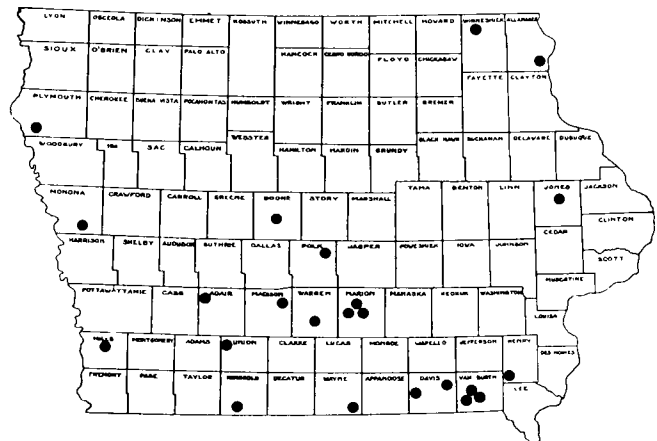 LYON OSCEOLA DICKINSON EMMET KOSSUTH WINNEBAGO WORTH MITCHELL HOWARD WINNESHIEK ALLAMAKEE
SIOUX O'BRIEN CLAY PALO ALTO HANCOCK CERRO GORDO FLOYD CHICKASAW
FAYETTE CLAYTON
PLYMOUTH CHEROKEE BUENA VISTA POCAHONTAS HUMBOLDT WRIGHT FRANKLIN BUTLER BREMER
WEBSTER BLACK HAWK BUCHANAN DELAWARE DUBUQUE
WOODBURY IDA SAC CALHOUN HAMILTON HARDIN GRUNDY
MONONA CRAWFORD CARROLL GREENE BOONE STORY MARSHALL TAMA BENTON LINN JONES JACKSON
CLINTON
CEDAR
HARRISON SHELBY AUDUBON GUTHRIE DALLAS POLK JASPER POWESHIEK IOWA JOHNSON SCOTT
MUSCATINE
POTTAWATTAMIE CASS ADAIR MADISON WARREN MARION MAHASKA KEOKUK WASHINGTON
LOUISA
MILLS MONTGOMERY ADAMS UNION CLARKE LUCAS MONROE WAPELLO JEFFERSON HENRY
DES MOINES
FREMONT PAGE TAYLOR RINGGOLD DECATUR WAYNE APPANOOSE DAVIS VAN BUREN
LEE